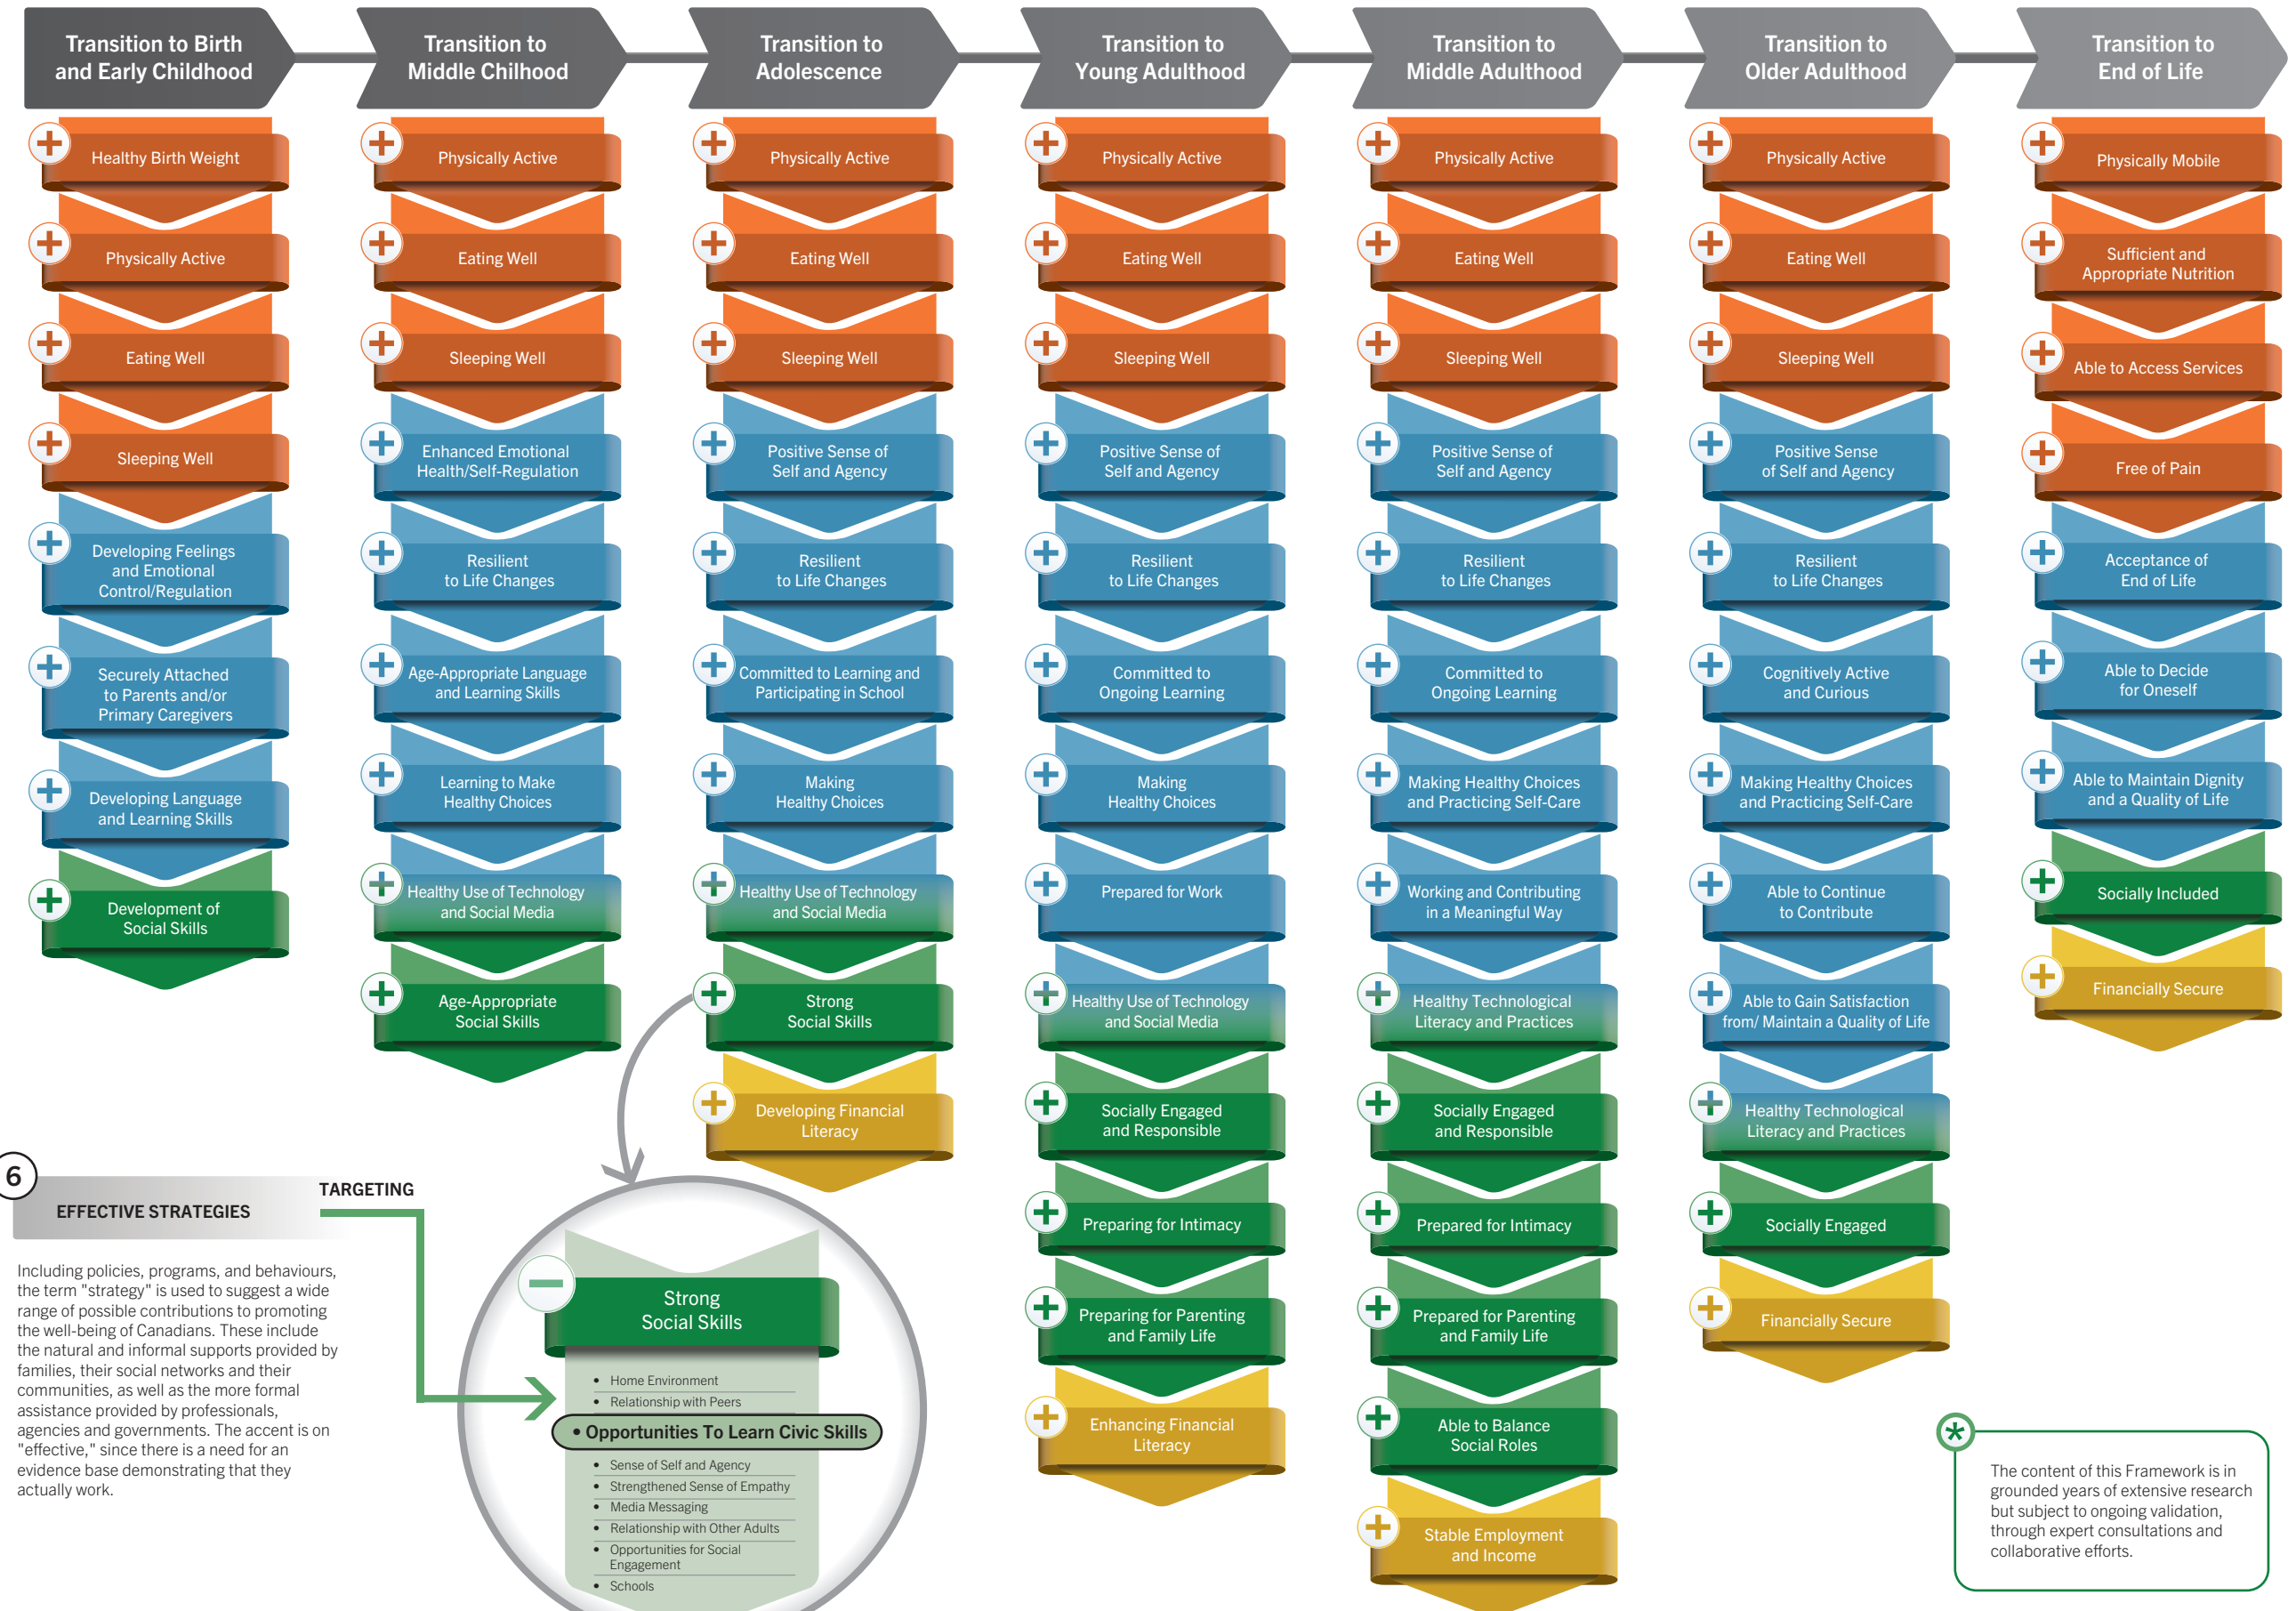 Transition to Birth
and Early Childhood
Transition to
Middle Chilhood
Transition to
Adolescence
Transition to
Young Adulthood
Transition to
Middle Adulthood
Transition to
Older Adulthood
Transition to
End of Life
Healthy Birth Weight
Physically Active
Eating Well
Sleeping Well
Developing Feelings
and Emotional
Control/Regulation
Securely Attached
to Parents and/or
Primary Caregivers
Developing Language
and Learning Skills
Development of
Social Skills
Physically Active
Eating Well
Sleeping Well
Enhanced Emotional
Health/Self-Regulation
Resilient
to Life Changes
Age-Appropriate Language
and Learning Skills
Learning to Make
Healthy Choices
Healthy Use of Technology
and Social Media
Age-Appropriate
Social Skills
Physically Active
Eating Well
Sleeping Well
Positive Sense of
Self and Agency
Resilient
to Life Changes
Committed to Learning and
Participating in School
Making
Healthy Choices
Healthy Use of Technology
and Social Media
Strong
Social Skills
Developing Financial
Literacy
Physically Active
Eating Well
Sleeping Well
Positive Sense of
Self and Agency
Resilient
to Life Changes
Committed to
Ongoing Learning
Making
Healthy Choices
Prepared for Work
Healthy Use of Technology
and Social Media
Socially Engaged
and Responsible
Preparing for Intimacy
Preparing for Parenting
and Family Life
Enhancing Financial
Literacy
Physically Active
Eating Well
Sleeping Well
Positive Sense of
Self and Agency
Resilient
to Life Changes
Committed to
Ongoing Learning
Making Healthy Choices
and Practicing Self-Care
Working and Contributing
in a Meaningful Way
Healthy Technological
Literacy and Practices
Socially Engaged
and Responsible
Prepared for Intimacy
Prepared for Parenting
and Family Life
Able to Balance
Social Roles
Stable Employment
and Income
Physically Active
Eating Well
Sleeping Well
Positive Sense
of Self and Agency
Resilient
to Life Changes
Cognitively Active
and Curious
Making Healthy Choices
and Practicing Self-Care
Able to Continue
to Contribute
Able to Gain Satisfaction
from/ Maintain a Quality of Life
Healthy Technological
Literacy and Practices
Socially Engaged
Financially Secure
Physically Mobile
Sufficient and
Appropriate Nutrition
Able to Access Services
Free of Pain
Acceptance of
End of Life
Able to Decide
for Oneself
Able to Maintain Dignity
and a Quality of Life
Socially Included
Financially Secure
6
EFFECTIVE STRATEGIES
TARGETING
Including policies, programs, and behaviours,
the term "strategy" is used to suggest a wide
range of possible contributions to promoting
the well-being of Canadians. These include
the natural and informal supports provided by
families, their social networks and their
communities, as well as the more formal
assistance provided by professionals,
agencies and governments. The accent is on
"effective," since there is a need for an
evidence base demonstrating that they
actually work.
Strong
Social Skills
• Home Environment
• Relationship with Peers
• Opportunities To Learn Civic Skills
• Sense of Self and Agency
• Strengthened Sense of Empathy
• Media Messaging
• Relationship with Other Adults
• Opportunities for Social
Engagement
• Schools
*
The content of this Framework is in
grounded years of extensive research
but subject to ongoing validation,
through expert consultations and
collaborative efforts.